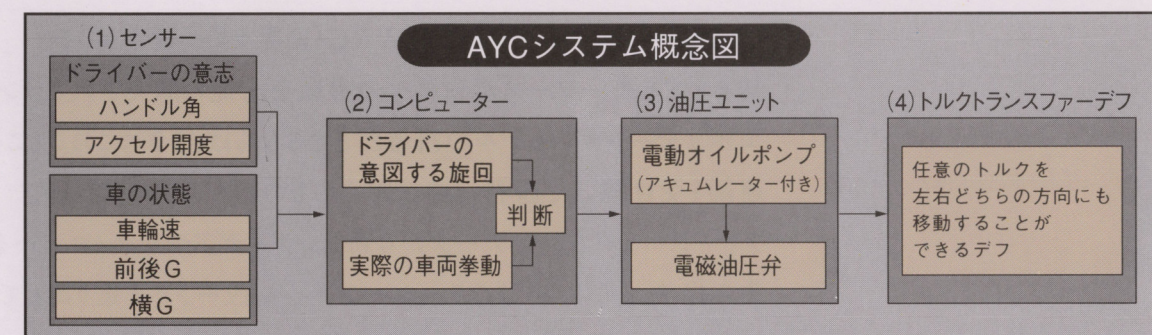 AYCシステム概念図
(1)センサー
ドライバーの意志
ハンドル角
アクセル開度
車の状態
車輪速
前後G
横G
(2)コンピューター
ドライバーの
意図する旋回
判断
実際の車両挙動
(3)油圧ユニット
電動オイルポンプ
(アキュムレーター付き)
電磁油圧弁
(4)トルクトランスファーデフ
任意のトルクを
左右どちらの方向にも
移動することが
できるデフ